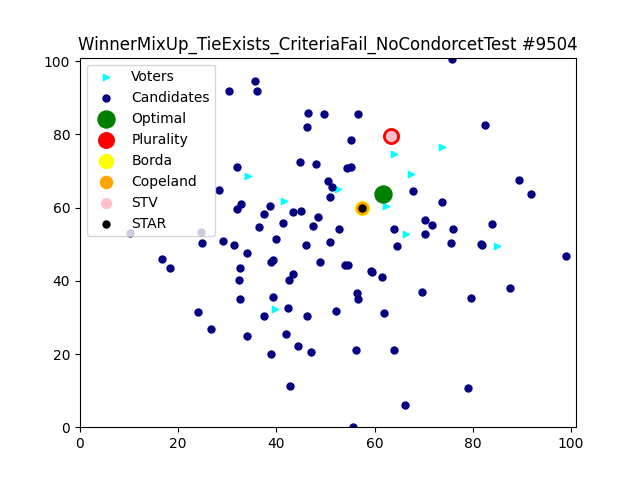 WinnerMixUp_TieExists_CriteriaFail_NoCondorcetTest #9504
Voters
Candidates
Optimal
Plurality
Borda
Copeland
STV
STAR
100
80
60
40
20
0
0 20 40 60 80 100